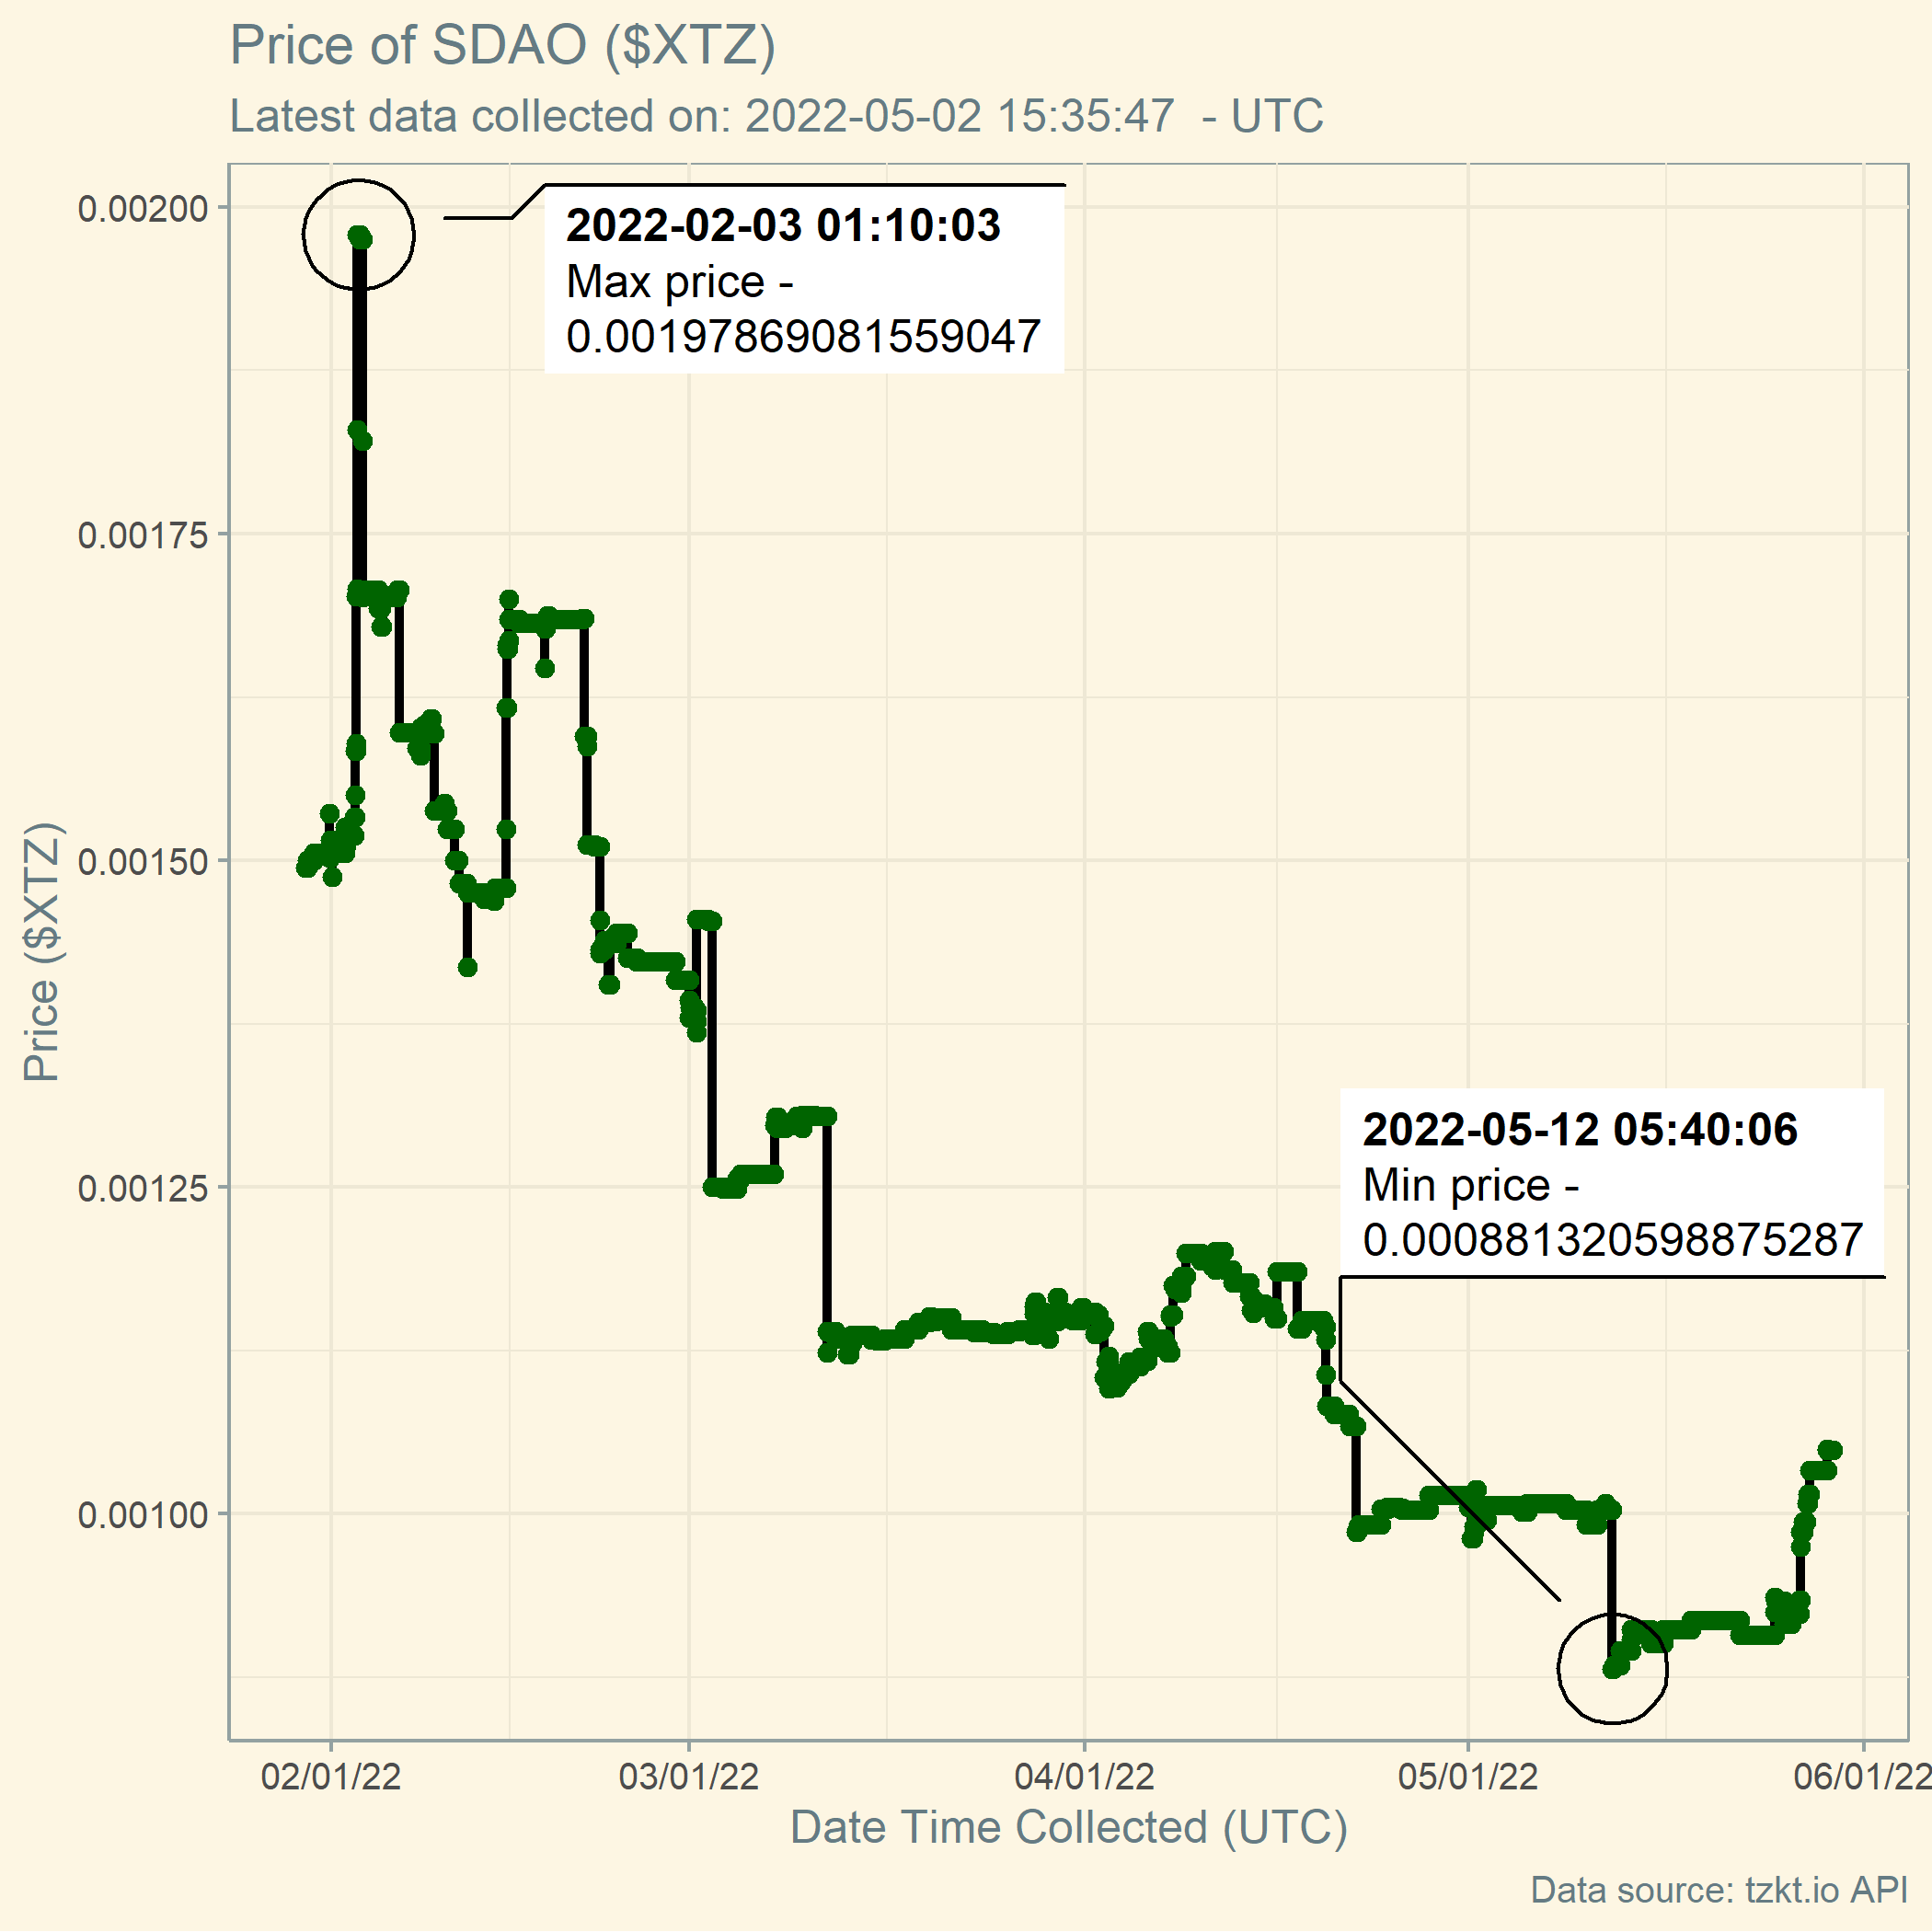 Price of SDAO ($XTZ)
Latest data collected on: 2022-05-02 15:35:47  - UTC
0.00200
2022-02-03 01:10:03
Max price -
0.00197869081559047
0.00175
0.00150
Price ($XTZ)
0.00125
2022-05-12 05:40:06
Min price -
0.000881320598875287
0.00100
02/01/22
03/01/22
04/01/22
05/01/22
06/01/22
Date Time Collected (UTC)
Data source: tzkt.io API